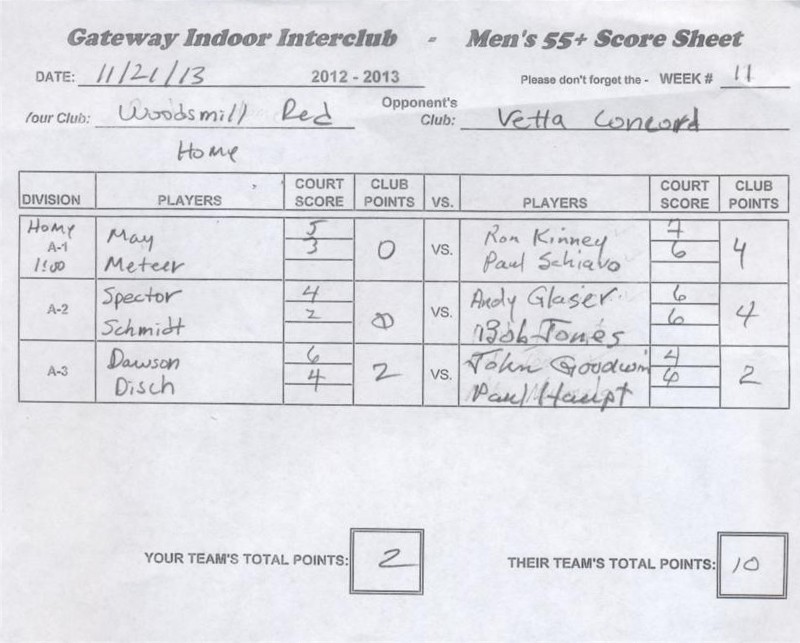 Gateway Indoor Interclub - Men's 55+ Score Sheet
DATE: 11/21/13 2012 - 2013 Please don't forget the - WEEK # 11
Your Club: Woodsmill Red Opponent's Club: Vetta Concord
Home
DIVISION PLAYERS COURT SCORE CLUB POINTS VS. PLAYERS COURT SCORE CLUB POINTS
Home May 5 Ron Kinney 7
A-1 3 0 VS. 6 4
1:00 Meteer Paul Schiavo
Spector 4 Andy Glaser 6
A-2 2 0 VS. 6 4
Schmidt Bob Jones
Dawson 6 John Goodwin 4
A-3 4 2 VS. 6 2
Disch Paul Haupt
YOUR TEAM'S TOTAL POINTS: 2 THEIR TEAM'S TOTAL POINTS: 10